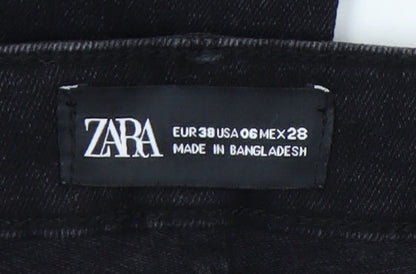 ZARA
EUR 38 USA 06 MEX 28
MADE IN BANGLADESH